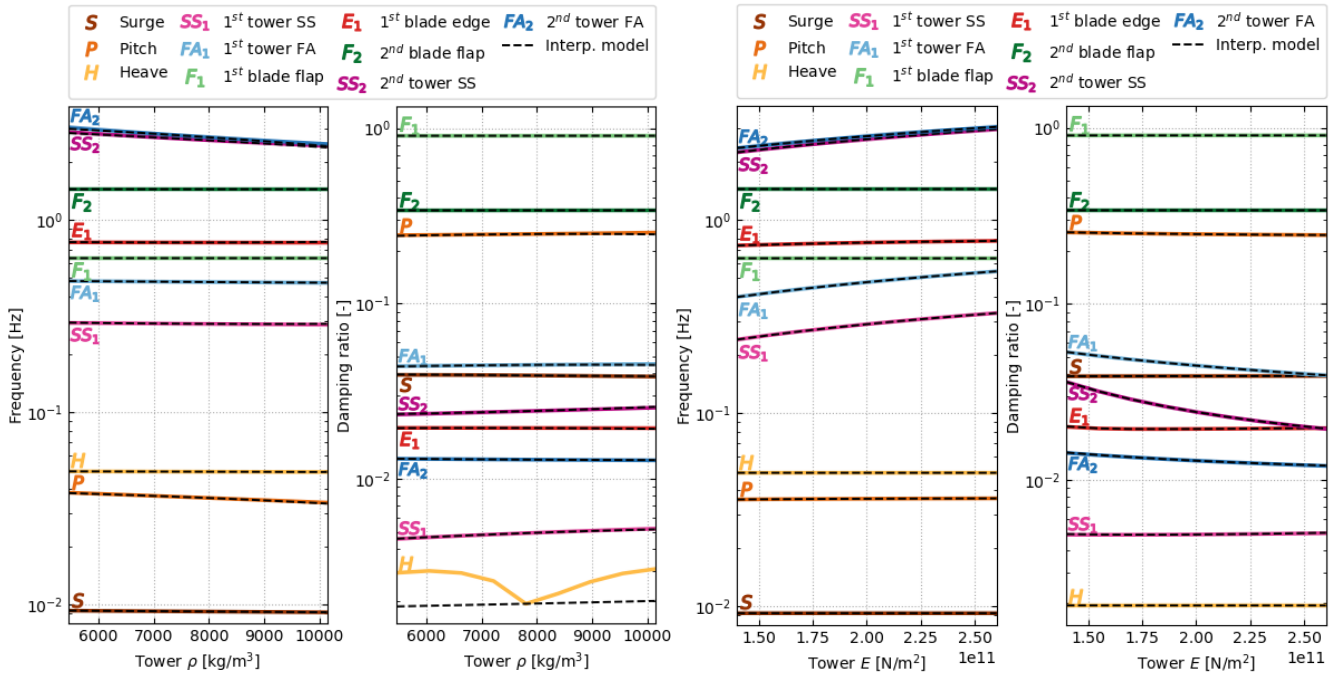 S Surge SS₁ 1ˢᵗ tower SS E₁ 1ˢᵗ blade edge FA₂ 2ⁿᵈ tower FA
P Pitch FA₁ 1ˢᵗ tower FA F₂ 2ⁿᵈ blade flap Interp. model
H Heave F₁ 1ˢᵗ blade flap SS₂ 2ⁿᵈ tower SS
FA₂
SS₂
F₂
10⁰
E₁
F₁
FA₁
SS₁
10⁻¹
H
P
S
10⁻²
Frequency [Hz]
6000 7000 8000 9000 10000
Tower ρ [kg/m³]
F₁
10⁰
F₂
P
10⁻¹
FA₁
S
SS₂
E₁
FA₂
10⁻²
SS₁
H
Damping ratio [-]
6000 7000 8000 9000 10000
Tower ρ [kg/m³]
S Surge SS₁ 1ˢᵗ tower SS E₁ 1ˢᵗ blade edge FA₂ 2ⁿᵈ tower FA
P Pitch FA₁ 1ˢᵗ tower FA F₂ 2ⁿᵈ blade flap Interp. model
H Heave F₁ 1ˢᵗ blade flap SS₂ 2ⁿᵈ tower SS
FA₂
SS₂
F₂
10⁰
E₁
F₁
FA₁
SS₁
10⁻¹
H
P
S
10⁻²
Frequency [Hz]
1.50 1.75 2.00 2.25 2.50
1e11
Tower E [N/m²]
F₁
10⁰
F₂
P
10⁻¹
FA₁
S
SS₂
E₁
FA₂
10⁻²
SS₁
H
Damping ratio [-]
1.50 1.75 2.00 2.25 2.50
1e11
Tower E [N/m²]